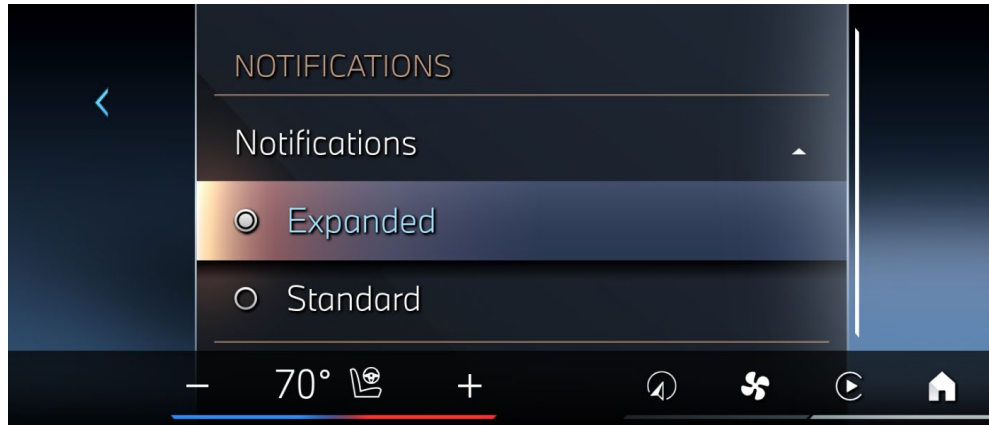 NOTIFICATIONS
Notifications
Expanded
Standard
− 70° +